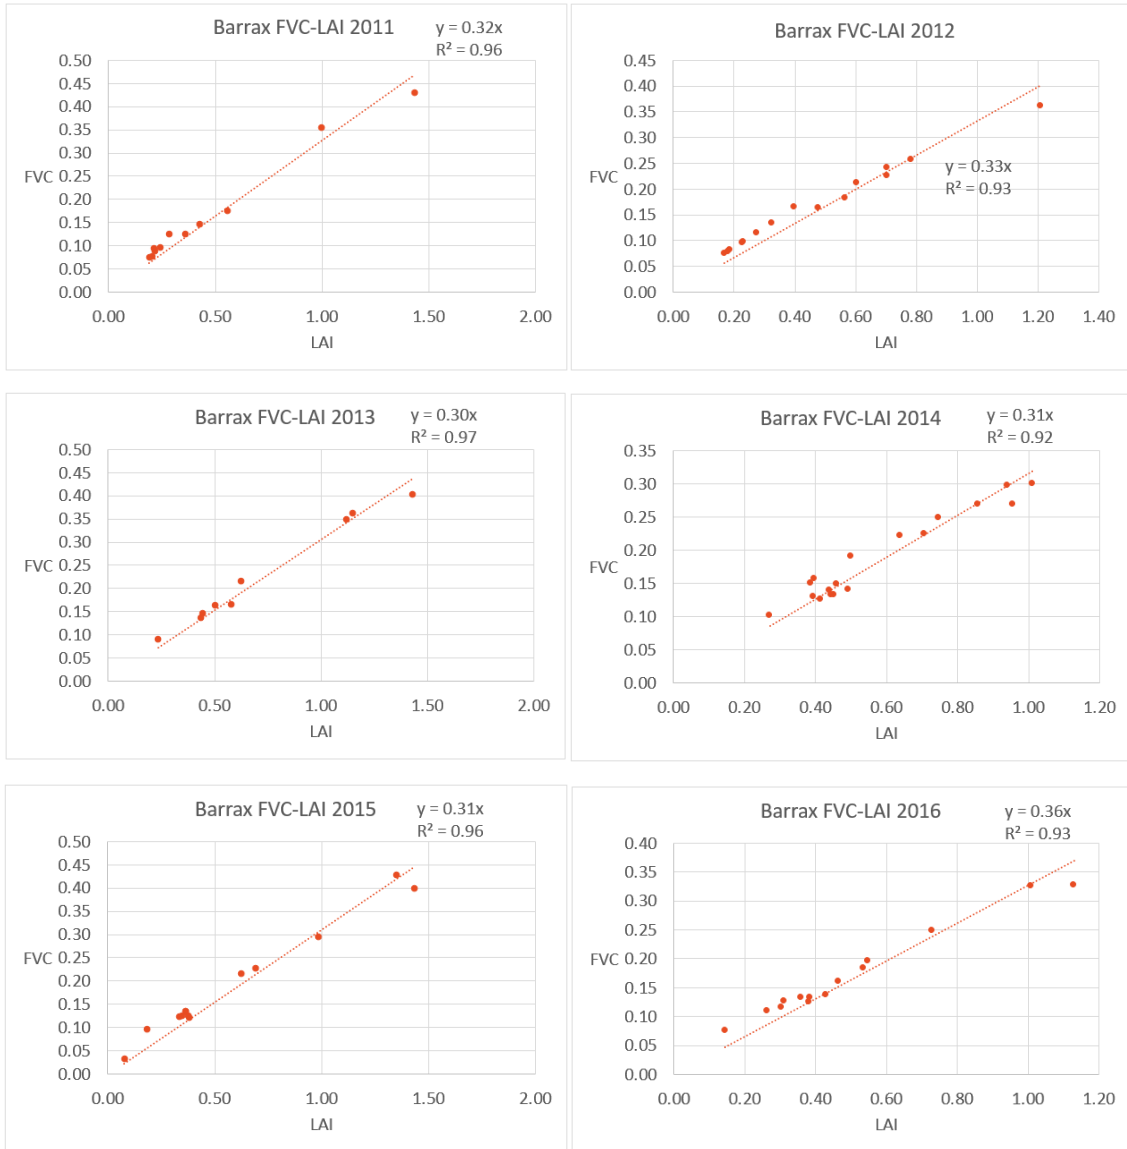 Barrax FVC-LAI 2011
y = 0.32x
R² = 0.96
0.50
0.45
0.40
0.35
0.30
FVC 0.25
0.20
0.15
0.10
0.05
0.00
0.00 0.50 1.00 1.50 2.00
LAI
Barrax FVC-LAI 2012
0.45
0.40
0.35
0.30
0.25
FVC
0.20
0.15
0.10
0.05
0.00
y = 0.33x
R² = 0.93
0.00 0.20 0.40 0.60 0.80 1.00 1.20 1.40
LAI
Barrax FVC-LAI 2013
y = 0.30x
R² = 0.97
0.50
0.45
0.40
0.35
0.30
FVC 0.25
0.20
0.15
0.10
0.05
0.00
0.00 0.50 1.00 1.50 2.00
LAI
Barrax FVC-LAI 2014
y = 0.31x
R² = 0.92
0.35
0.30
0.25
0.20
FVC
0.15
0.10
0.05
0.00
0.00 0.20 0.40 0.60 0.80 1.00 1.20
LAI
Barrax FVC-LAI 2015
y = 0.31x
R² = 0.96
0.50
0.45
0.40
0.35
0.30
FVC 0.25
0.20
0.15
0.10
0.05
0.00
0.00 0.50 1.00 1.50 2.00
LAI
Barrax FVC-LAI 2016
y = 0.36x
R² = 0.93
0.40
0.35
0.30
0.25
FVC 0.20
0.15
0.10
0.05
0.00
0.00 0.20 0.40 0.60 0.80 1.00 1.20
LAI